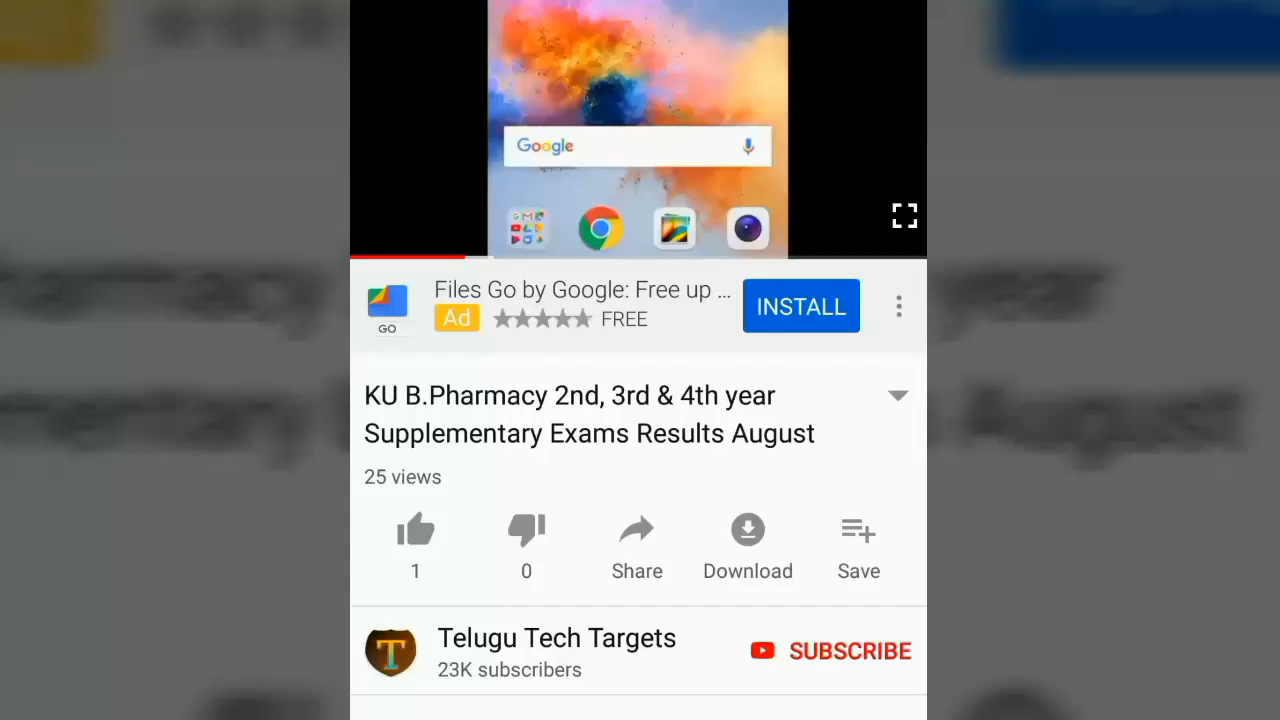 Google
Files Go by Google: Free up ...
Ad
FREE
INSTALL
GO
KU B.Pharmacy 2nd, 3rd & 4th year
Supplementary Exams Results August
25 views
1
0
Share
Download
Save
T
Telugu Tech Targets
23K subscribers
SUBSCRIBE